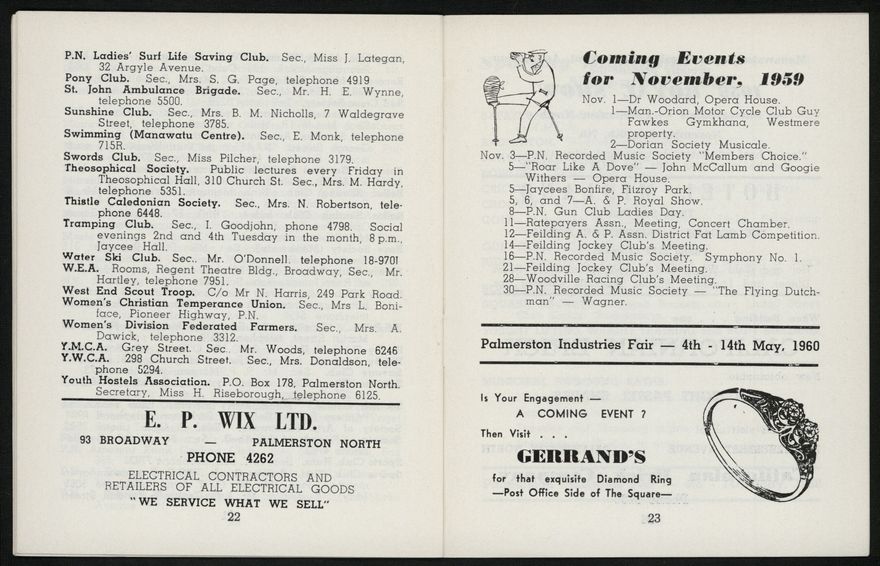 P.N. Ladies' Surf Life Saving Club. Sec., Miss J. Lategan,
32 Argyle Avenue.
Pony Club. Sec., Mrs. S. G. Page, telephone 4919
St. John Ambulance Brigade. Sec., Mr. H. E. Wynne,
telephone 5500.
Sunshine Club. Sec., Mrs. B. M. Nicholls, 7 Waldegrave
Street, telephone 3785.
Swimming (Manawatu Centre). Sec., E. Monk, telephone
715R.
Swords Club. Sec., Miss Pilcher, telephone 3179.
Theosophical Society. Public lectures every Friday in
Theosophical Hall, 310 Church St. Sec., Mrs. M. Hardy,
telephone 5351.
Thistle Caledonian Society. Sec., Mrs. N. Robertson, tele-
phone 6448.
Tramping Club. Sec., I. Goodjohn, phone 4798. Social
evenings 2nd and 4th Tuesday in the month, 8 p.m.,
Jaycee Hall.
Water Ski Club. Sec., Mr. O'Donnell, telephone 18-970J
W.E.A. Rooms, Regent Theatre Bldg., Broadway, Sec., Mr.
Hartley, telephone 7951.
West End Scout Troop. C/o Mr N. Harris, 249 Park Road.
Women's Christian Temperance Union. Sec., Mrs L. Boni-
face, Pioneer Highway, P.N.
Women's Division Federated Farmers. Sec., Mrs. A.
Dawick, telephone 3312.
Y.M.C.A. Grey Street. Sec. Mr. Woods, telephone 6246
Y.W.C.A. 298 Church Street. Sec., Mrs. Donaldson, tele-
phone 5294.
Youth Hostels Association. P.O. Box 178, Palmerston North.
Secretary, Miss H. Riseborough, telephone 6125.
E. P. WIX LTD.
93 BROADWAY — PALMERSTON NORTH
PHONE 4262
ELECTRICAL CONTRACTORS AND
RETAILERS OF ALL ELECTRICAL GOODS
"WE SERVICE WHAT WE SELL"
22
Coming Events
for November, 1959
Nov. 1—Dr Woodard, Opera House.
1—Man.-Orion Motor Cycle Club Guy
Fawkes Gymkhana, Westmere
property.
2—Dorian Society Musicale.
Nov. 3—P.N. Recorded Music Society "Members Choice."
5—"Roar Like A Dove" — John McCallum and Googie
Withers — Opera House.
5—Jaycees Bonfire, Fitzroy Park.
5, 6, and 7—A. & P. Royal Show.
8—P.N. Gun Club Ladies Day.
11—Ratepayers Assn., Meeting, Concert Chamber.
12—Feilding A. & P. Assn. District Fat Lamb Competition.
14—Feilding Jockey Club's Meeting.
16—P.N. Recorded Music Society. Symphony No. 1.
21—Feilding Jockey Club's Meeting.
28—Woodville Racing Club's Meeting.
30—P.N. Recorded Music Society — "The Flying Dutch-
man" — Wagner.
Palmerston Industries Fair — 4th - 14th May, 1960
Is Your Engagement —
A COMING EVENT ?
Then Visit . . .
GERRAND'S
for that exquisite Diamond Ring
—Post Office Side of The Square—
23